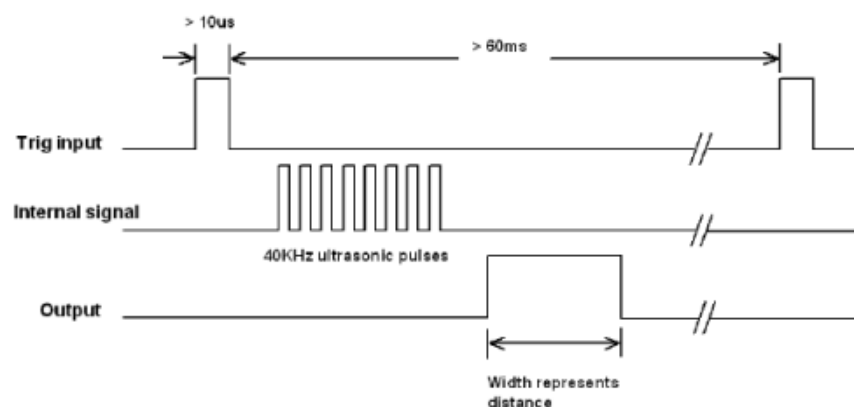 > 10us
> 60ms
Trig input
Internal signal
40KHz ultrasonic pulses
Output
Width represents
distance